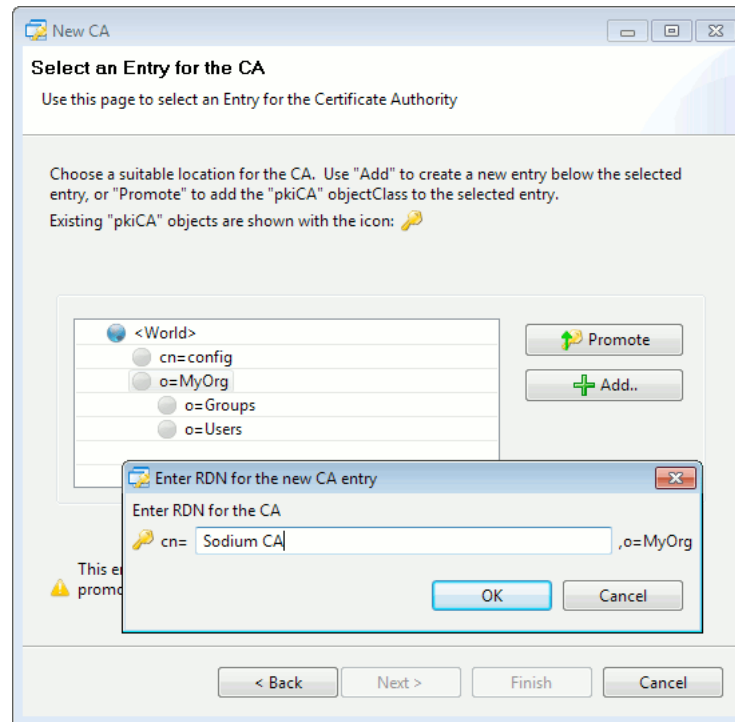 New CA
Select an Entry for the CA
Use this page to select an Entry for the Certificate Authority
Choose a suitable location for the CA. Use "Add" to create a new entry below the selected
entry, or "Promote" to add the "pkiCA" objectClass to the selected entry.
Existing "pkiCA" objects are shown with the icon:
<World>
cn=config
o=MyOrg
o=Groups
o=Users
Promote
Add..
Enter RDN for the new CA entry
Enter RDN for the CA
cn= Sodium CA ,o=MyOrg
OK Cancel
This
< Back Next > Finish Cancel